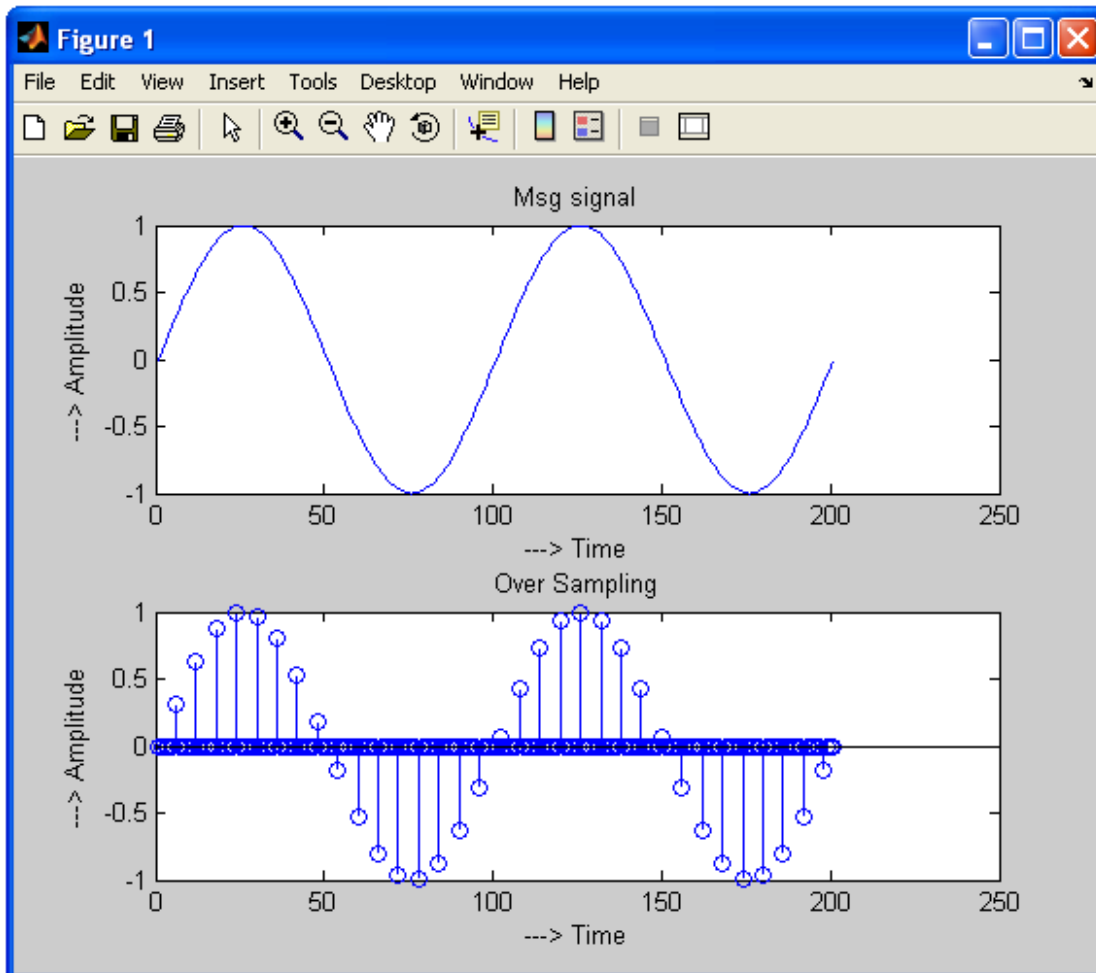 Figure 1
File Edit View Insert Tools Desktop Window Help
Msg signal
1
0.5
0
-0.5
-1
---> Amplitude
0 50 100 150 200 250
---> Time
Over Sampling
1
0.5
0
-0.5
-1
---> Amplitude
0 50 100 150 200 250
---> Time